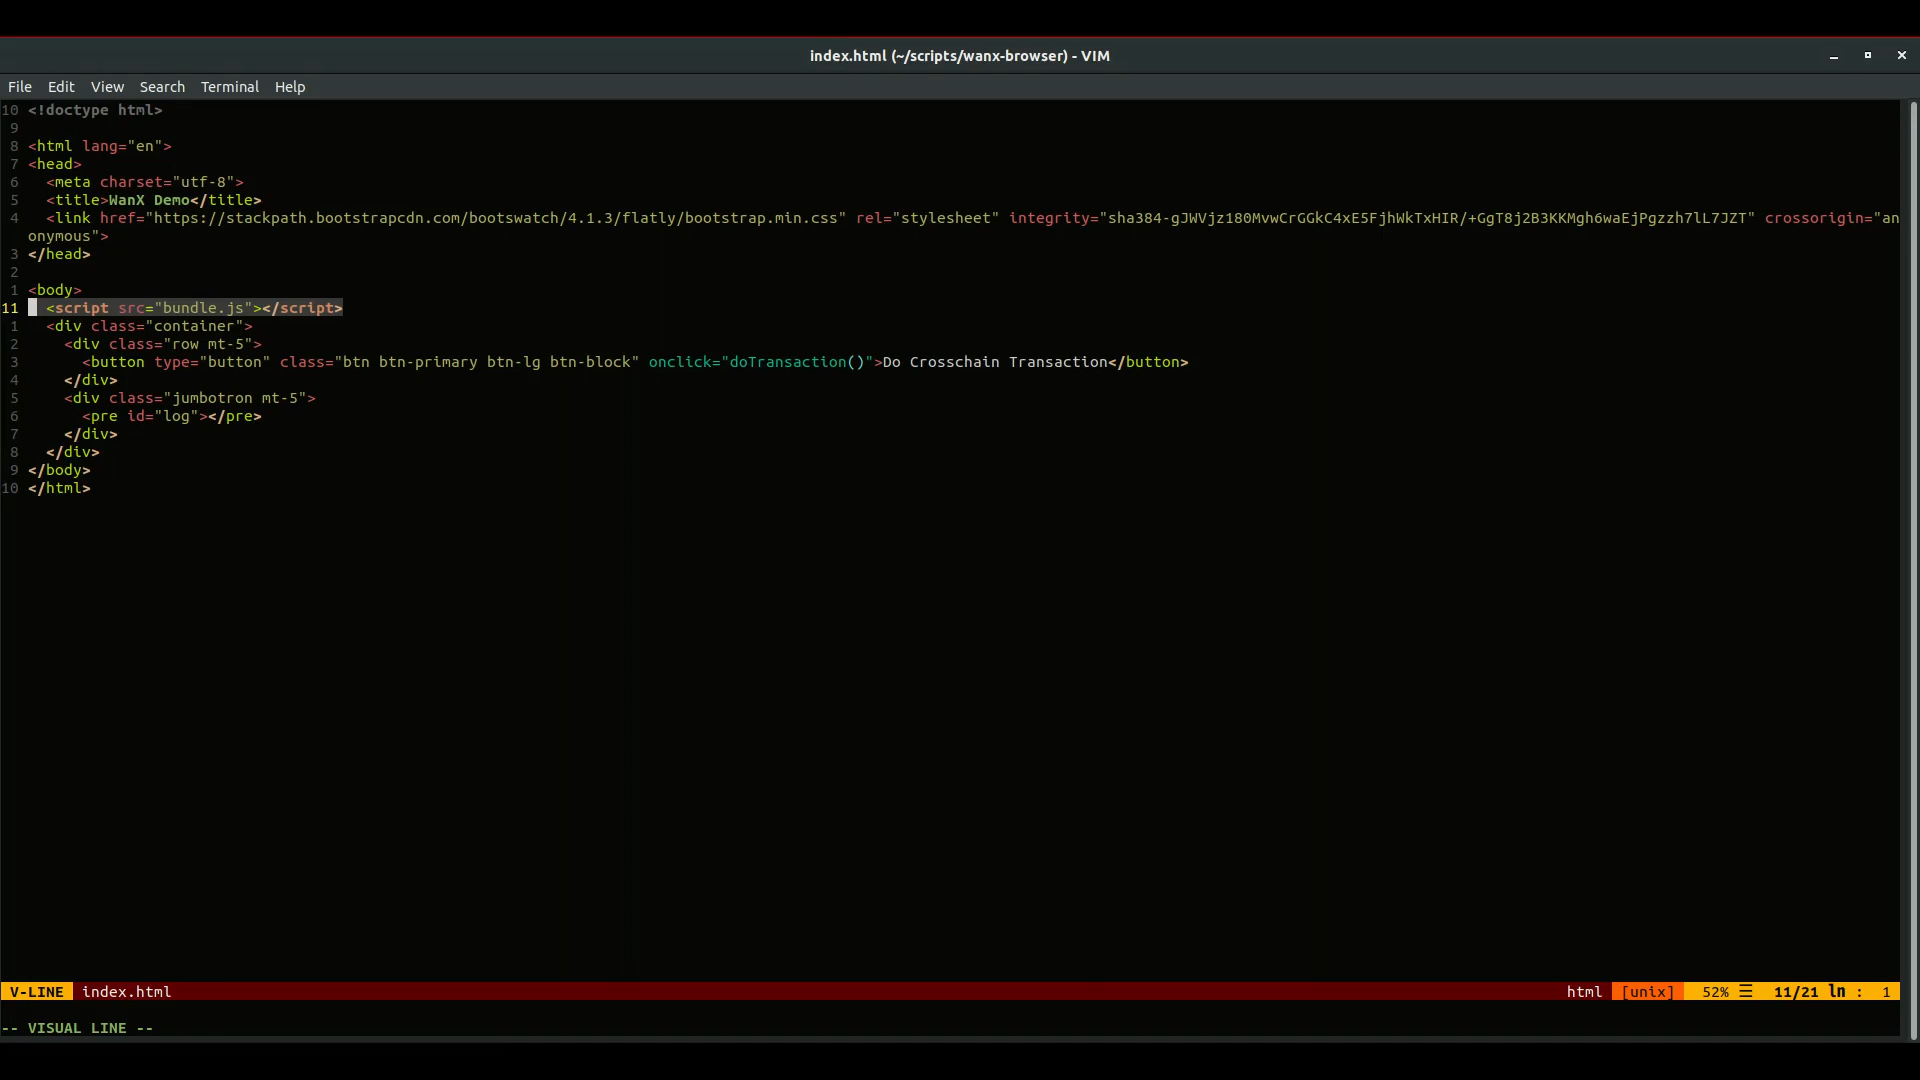 index.html (~/scripts/wanx-browser) - VIM
File Edit View Search Terminal Help
10 <!doctype html>
9
8 <html lang="en">
7 <head>
6   <meta charset="utf-8">
5   <title>WanX Demo</title>
4   <link href="https://stackpath.bootstrapcdn.com/bootswatch/4.1.3/flatly/bootstrap.min.css" rel="stylesheet" integrity="sha384-gJWVjz180MvwCrGGkC4xE5FjhWkTxHIR/+GgT8j2B3KKMgh6waEjPgzzh7lL7JZT" crossorigin="an
onymous">
3 </head>
2
1 <body>
11   <script src="bundle.js"></script>
1   <div class="container">
2     <div class="row mt-5">
3       <button type="button" class="btn btn-primary btn-lg btn-block" onclick="doTransaction()">Do Crosschain Transaction</button>
4     </div>
5     <div class="jumbotron mt-5">
6       <pre id="log"></pre>
7     </div>
8   </div>
9 </body>
10 </html>
V-LINE index.html html [unix] 52% ☰ 11/21 ln : 1
-- VISUAL LINE --